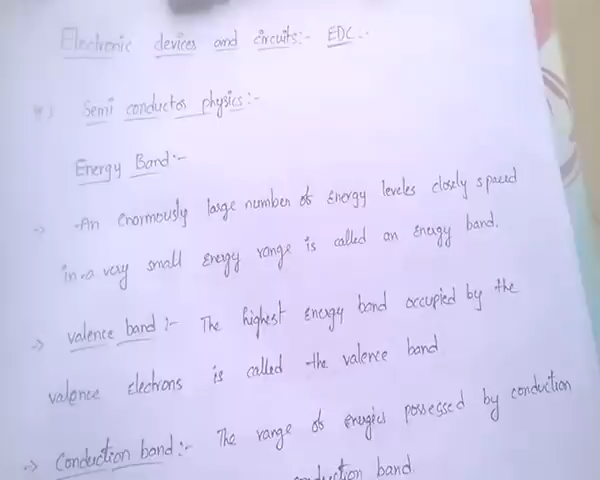 Electronic devices and circuits:- EDC:-
Semi conductor physics:-
Energy Band:-
-> An enormously large number of energy leveles closely spaced
in a very small energy range is called an energy band.
-> valence band :- The highest energy band occupied by the
valence electrons is called the valence band
-> Conduction band:- The range of energies possessed by conduction
conduction band.